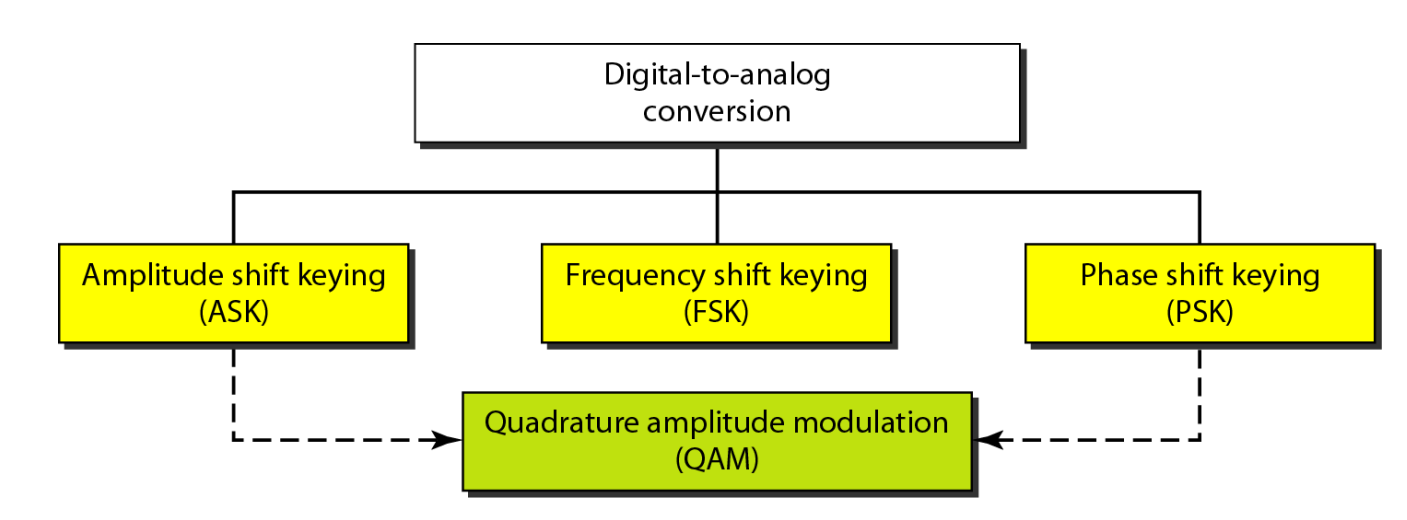 Digital-to-analog
conversion
Amplitude shift keying
(ASK)
Frequency shift keying
(FSK)
Phase shift keying
(PSK)
Quadrature amplitude modulation
(QAM)